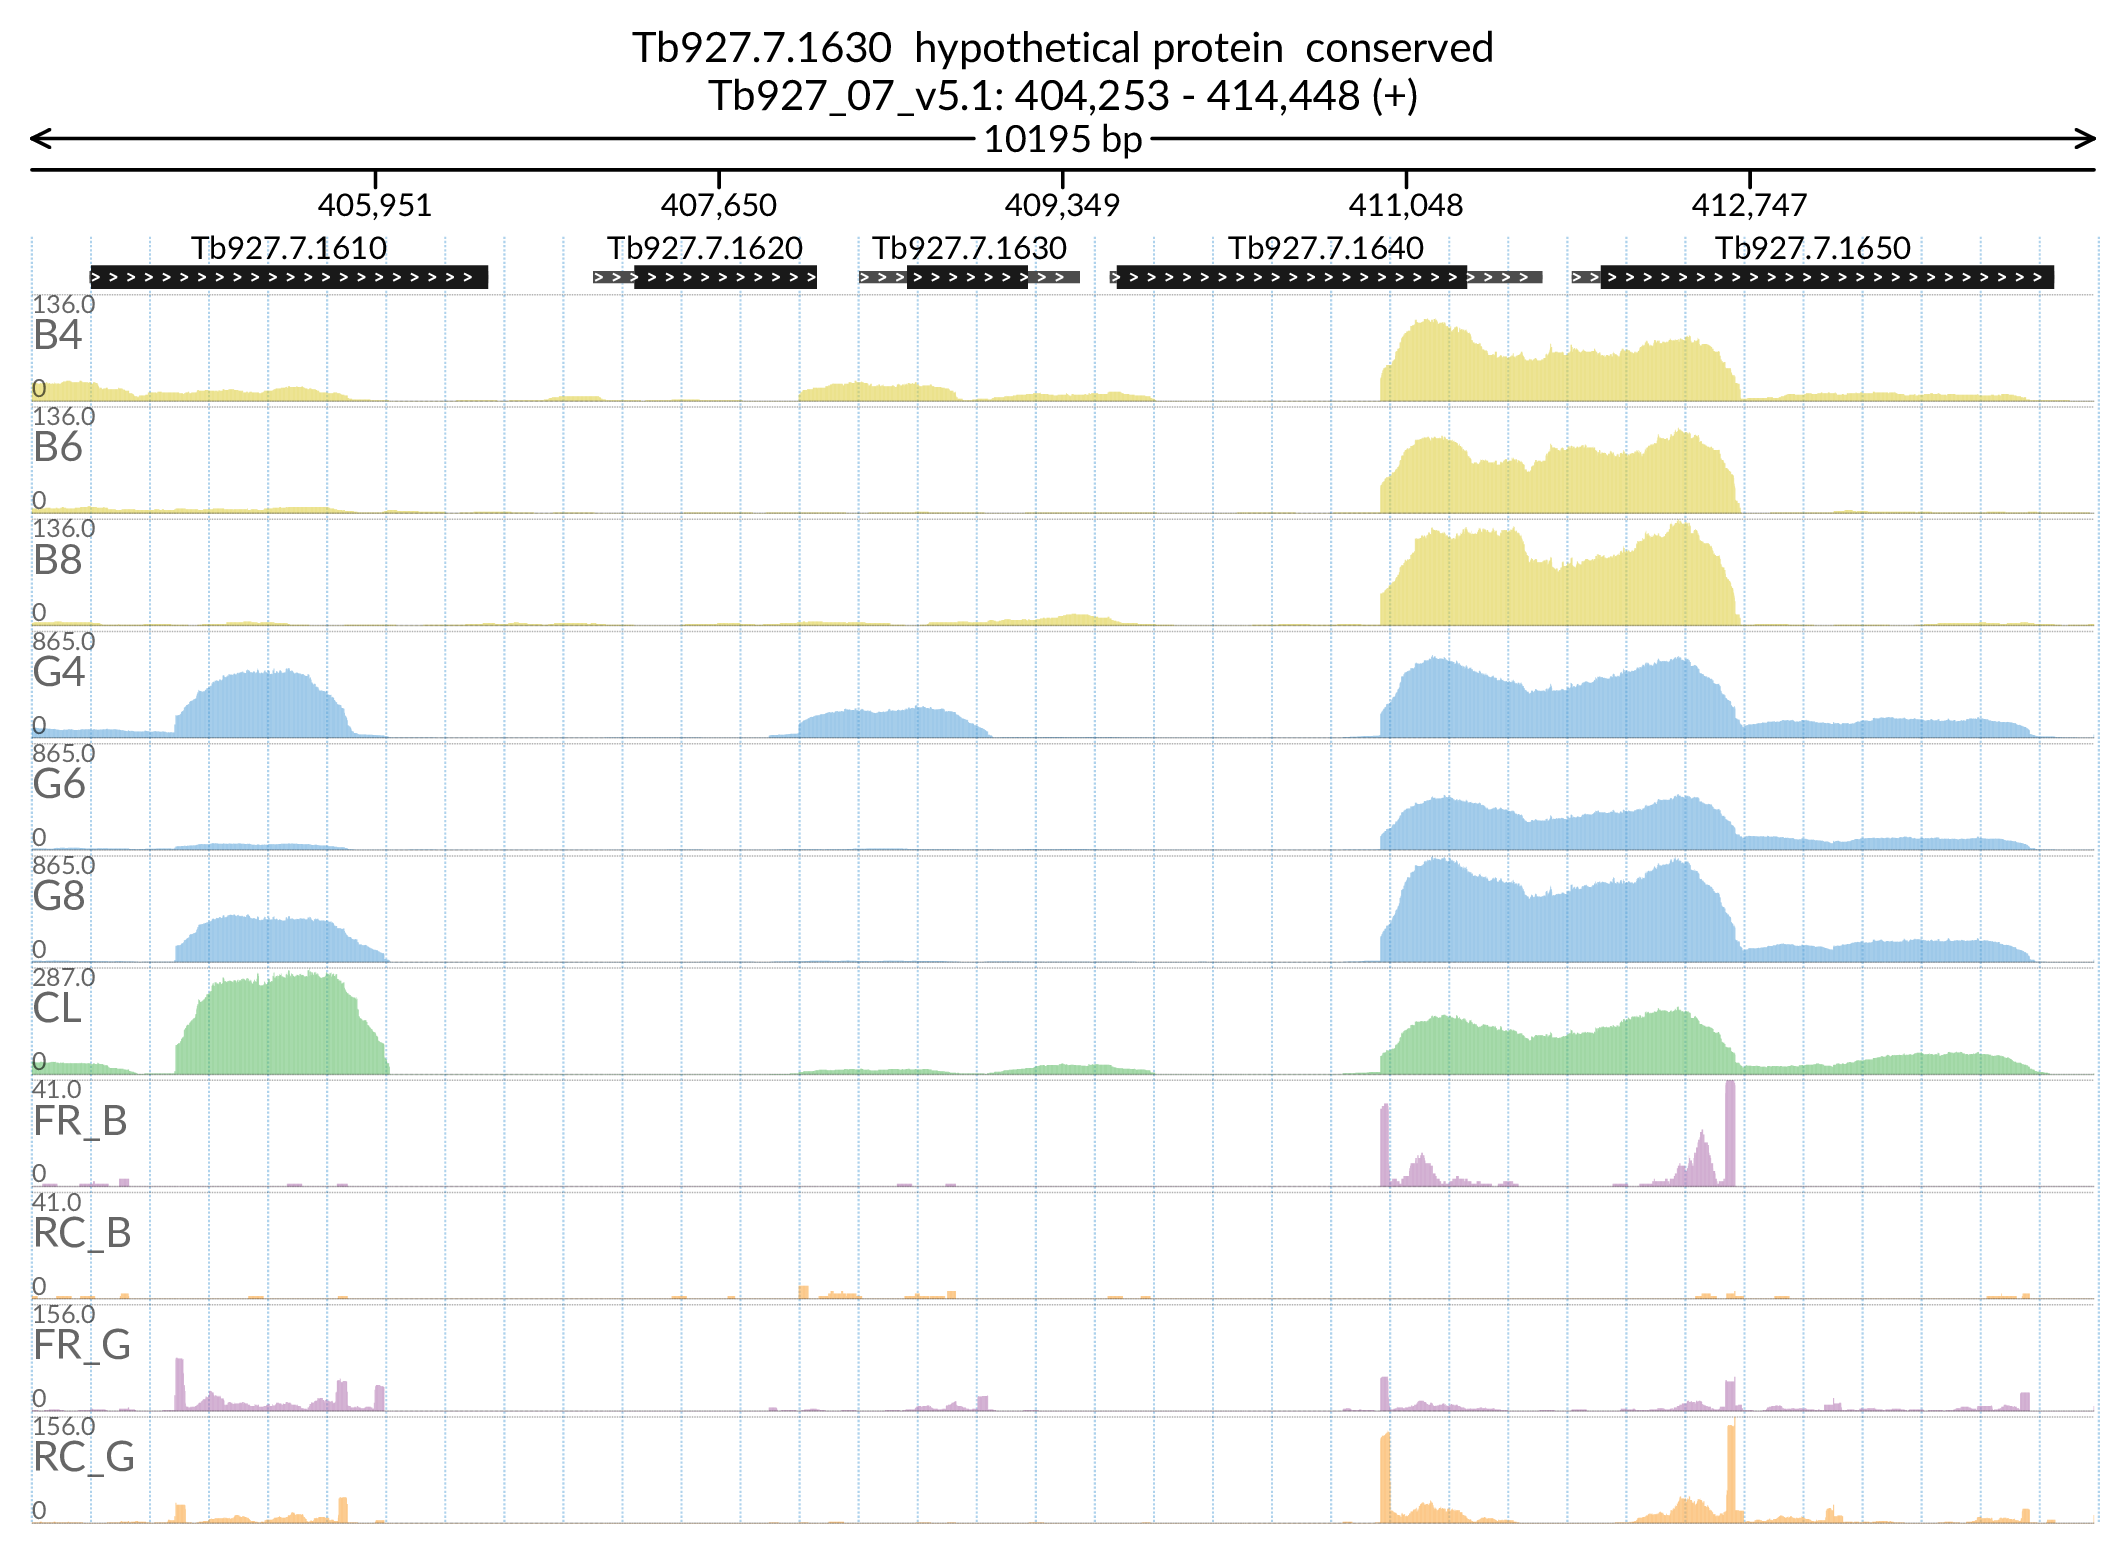 Tb927.7.1630 hypothetical protein conserved
Tb927_07_v5.1: 404,253 - 414,448 (+)
10195 bp
405,951 407,650 409,349 411,048 412,747
Tb927.7.1610 Tb927.7.1620 Tb927.7.1630 Tb927.7.1640 Tb927.7.1650
136.0
B4
0
136.0
B6
0
136.0
B8
0
865.0
G4
0
865.0
G6
0
865.0
G8
0
287.0
CL
0
41.0
FR_B
0
41.0
RC_B
0
156.0
FR_G
0
156.0
RC_G
0